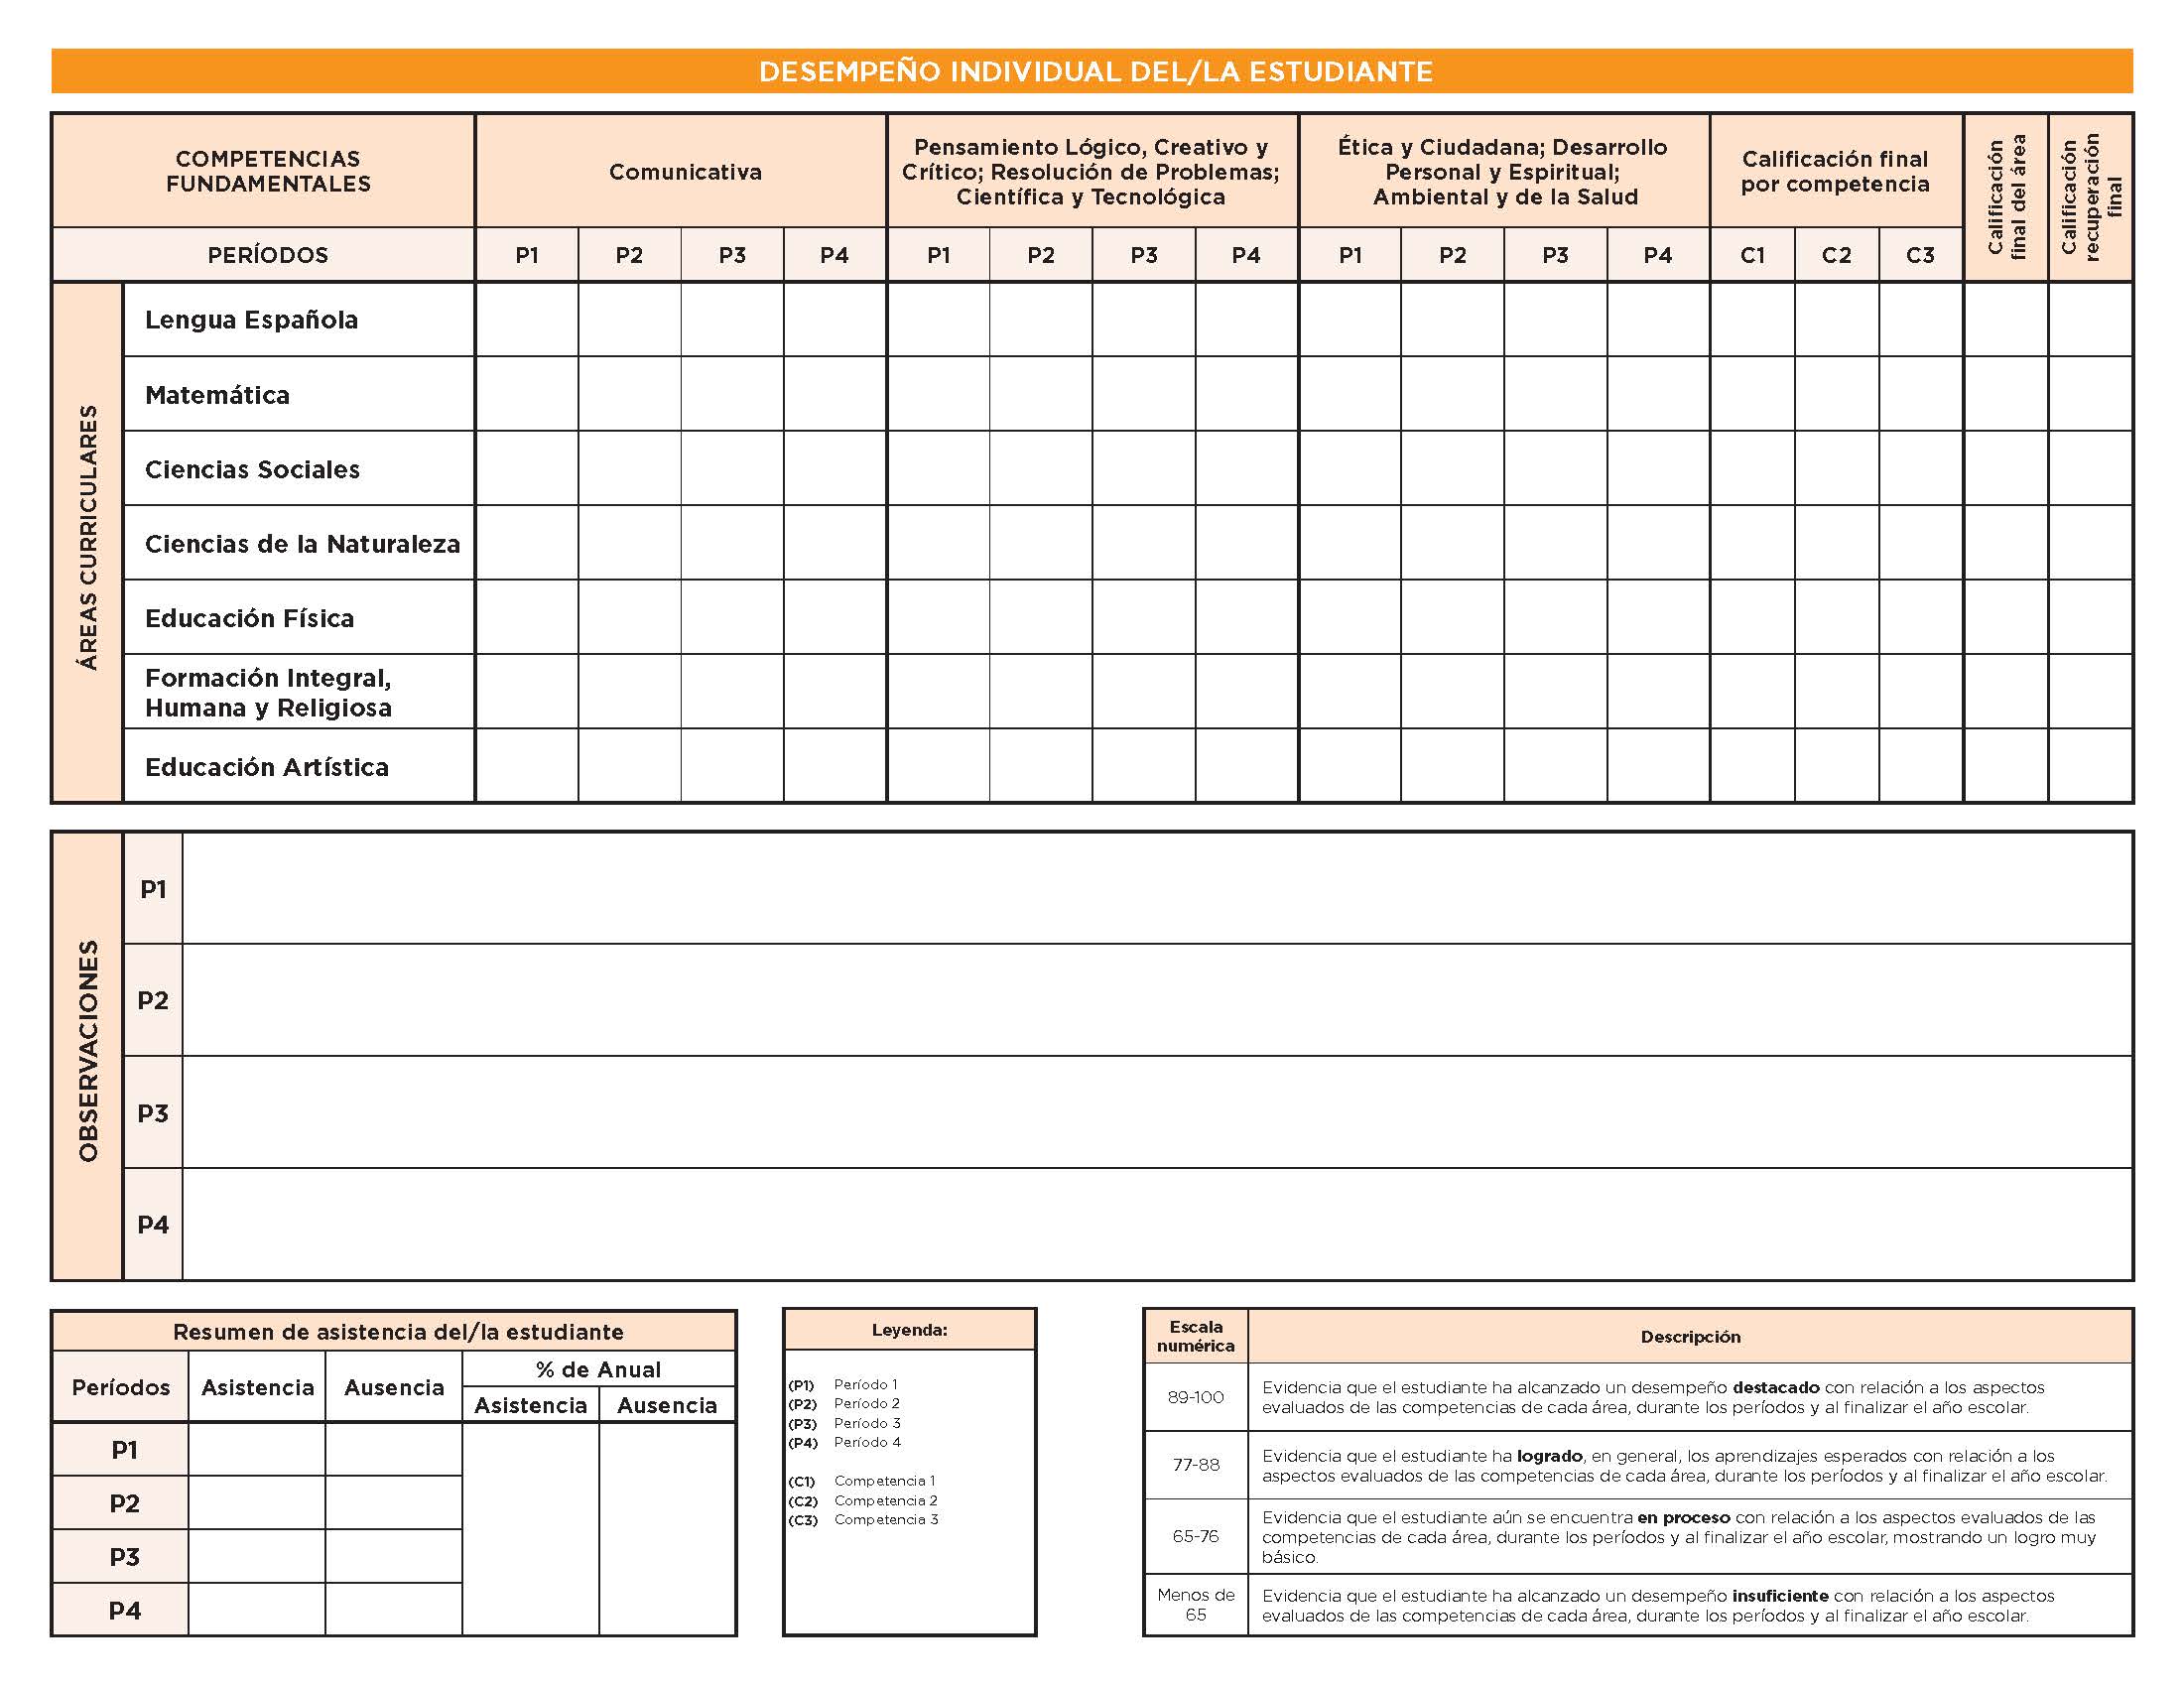 DESEMPEÑO INDIVIDUAL DEL/LA ESTUDIANTE
COMPETENCIAS
FUNDAMENTALES
Comunicativa
Pensamiento Lógico, Creativo y
Crítico; Resolución de Problemas;
Científica y Tecnológica
Ética y Ciudadana; Desarrollo
Personal y Espiritual;
Ambiental y de la Salud
Calificación final
por competencia
Calificación
final del área
Calificación
recuperación
final
PERÍODOS
P1 P2 P3 P4 P1 P2 P3 P4 P1 P2 P3 P4 C1 C2 C3
ÁREAS CURRICULARES
Lengua Española
Matemática
Ciencias Sociales
Ciencias de la Naturaleza
Educación Física
Formación Integral,
Humana y Religiosa
Educación Artística
OBSERVACIONES
P1
P2
P3
P4
Resumen de asistencia del/la estudiante
Períodos Asistencia Ausencia
% de Anual
Asistencia Ausencia
P1
P2
P3
P4
Leyenda:
(P1) Período 1
(P2) Período 2
(P3) Período 3
(P4) Período 4
(C1) Competencia 1
(C2) Competencia 2
(C3) Competencia 3
Escala
numérica
Descripción
89-100
Evidencia que el estudiante ha alcanzado un desempeño destacado con relación a los aspectos
evaluados de las competencias de cada área, durante los períodos y al finalizar el año escolar.
77-88
Evidencia que el estudiante ha logrado, en general, los aprendizajes esperados con relación a los
aspectos evaluados de las competencias de cada área, durante los períodos y al finalizar el año escolar.
65-76
Evidencia que el estudiante aún se encuentra en proceso con relación a los aspectos evaluados de las
competencias de cada área, durante los períodos y al finalizar el año escolar, mostrando un logro muy
básico.
Menos de
65
Evidencia que el estudiante ha alcanzado un desempeño insuficiente con relación a los aspectos
evaluados de las competencias de cada área, durante los períodos y al finalizar el año escolar.